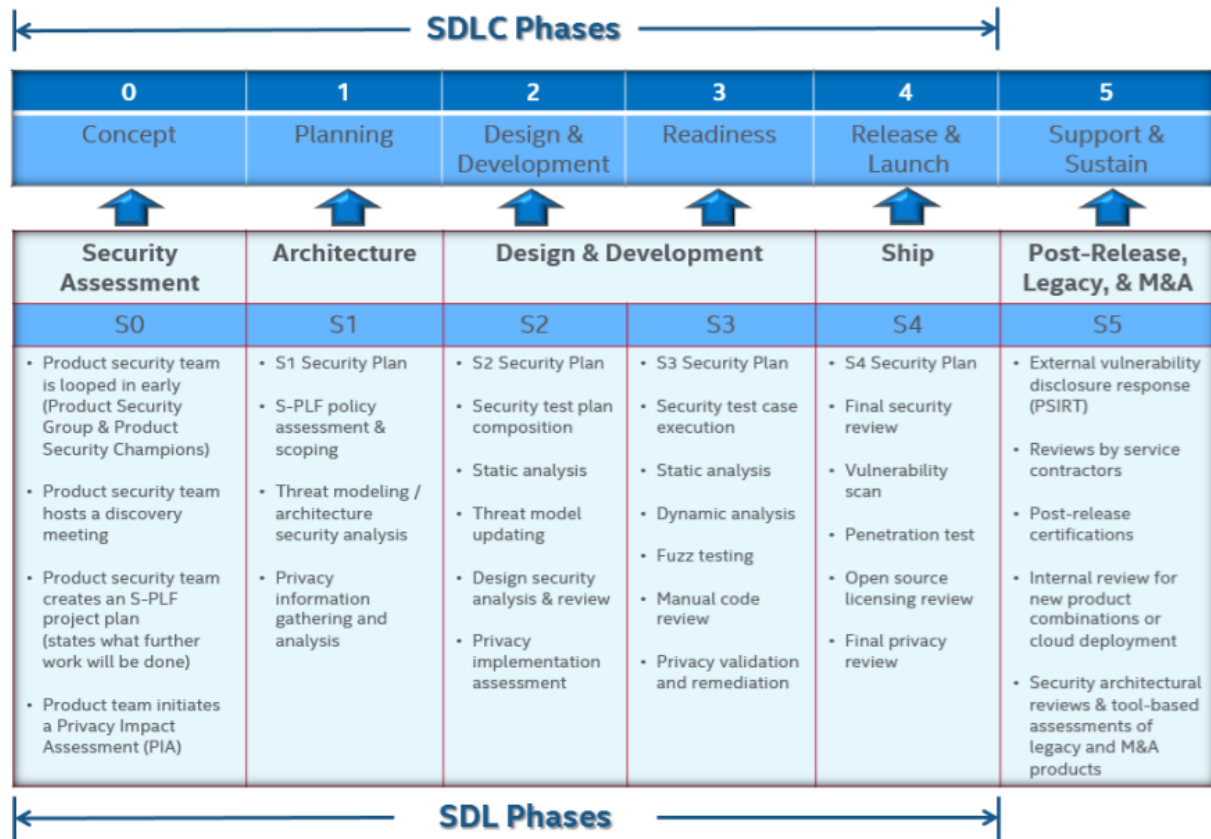 SDLC Phases
0
1
2
3
4
5
Concept
Planning
Design &
Development
Readiness
Release &
Launch
Support &
Sustain
Security
Assessment
Architecture
Design & Development
Ship
Post-Release,
Legacy, & M&A
S0
S1
S2
S3
S4
S5
• Product security team
is looped in early
(Product Security
Group & Product
Security Champions)
• Product security team
hosts a discovery
meeting
• Product security team
creates an S-PLF
project plan
(states what further
work will be done)
• Product team initiates
a Privacy Impact
Assessment (PIA)
• S1 Security Plan
• S-PLF policy
assessment &
scoping
• Threat modeling /
architecture
security analysis
• Privacy
information
gathering and
analysis
• S2 Security Plan
• Security test plan
composition
• Static analysis
• Threat model
updating
• Design security
analysis & review
• Privacy
implementation
assessment
• S3 Security Plan
• Security test case
execution
• Static analysis
• Dynamic analysis
• Fuzz testing
• Manual code
review
• Privacy validation
and remediation
• S4 Security Plan
• Final security
review
• Vulnerability
scan
• Penetration test
• Open source
licensing review
• Final privacy
review
• External vulnerability
disclosure response
(PSIRT)
• Reviews by service
contractors
• Post-release
certifications
• Internal review for
new product
combinations or
cloud deployment
• Security architectural
reviews & tool-based
assessments of
legacy and M&A
products
SDL Phases